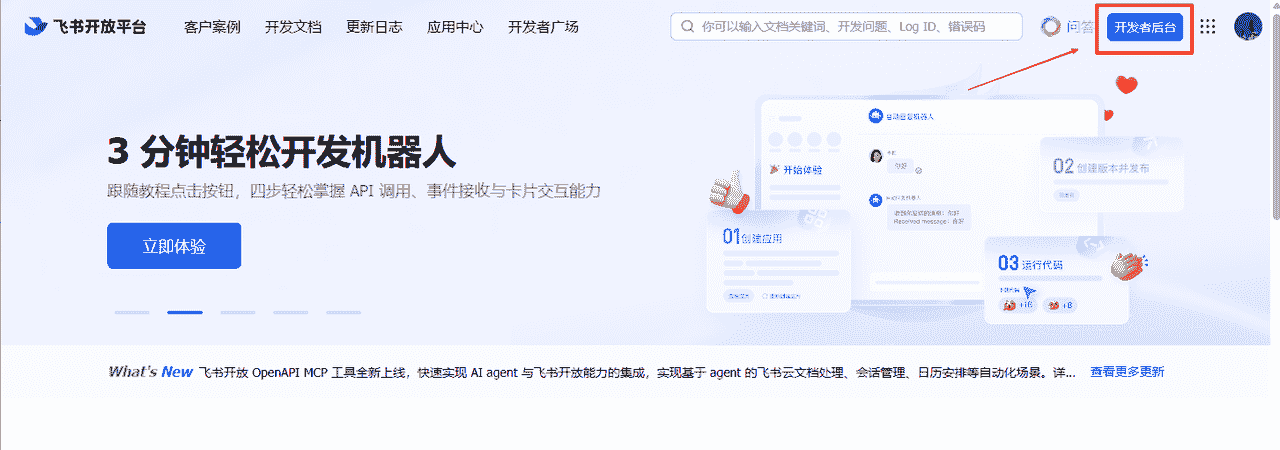 飞书开放平台 客户案例 开发文档 更新日志 应用中心 开发者广场 你可以输入文档关键词、开发问题、Log ID、错误码 问答 开发者后台
3 分钟轻松开发机器人
跟随教程点击按钮，四步轻松掌握 API 调用、事件接收与卡片交互能力
立即体验
自动回复机器人
开始体验
你好
02 创建版本并发布
01 创建应用
03 运行代码
What's New 飞书开放 OpenAPI MCP 工具全新上线，快速实现 AI agent 与飞书开放能力的集成，实现基于 agent 的飞书云文档处理、会话管理、日历安排等自动化场景。详... 查看更多更新